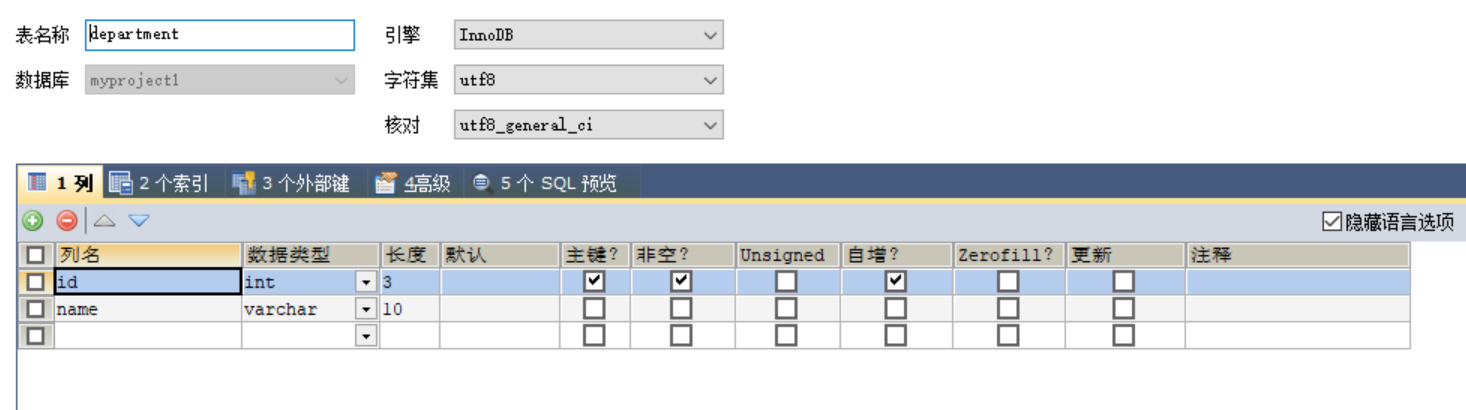 表名称 department 引擎 InnoDB
数据库 myproject1 字符集 utf8
核对 utf8_general_ci
1 列 2 个索引 3 个外部键 4高级 5 个 SQL 预览
隐藏语言选项
列名 数据类型 长度 默认 主键? 非空? Unsigned 自增? Zerofill? 更新 注释
id int 3
name varchar 10